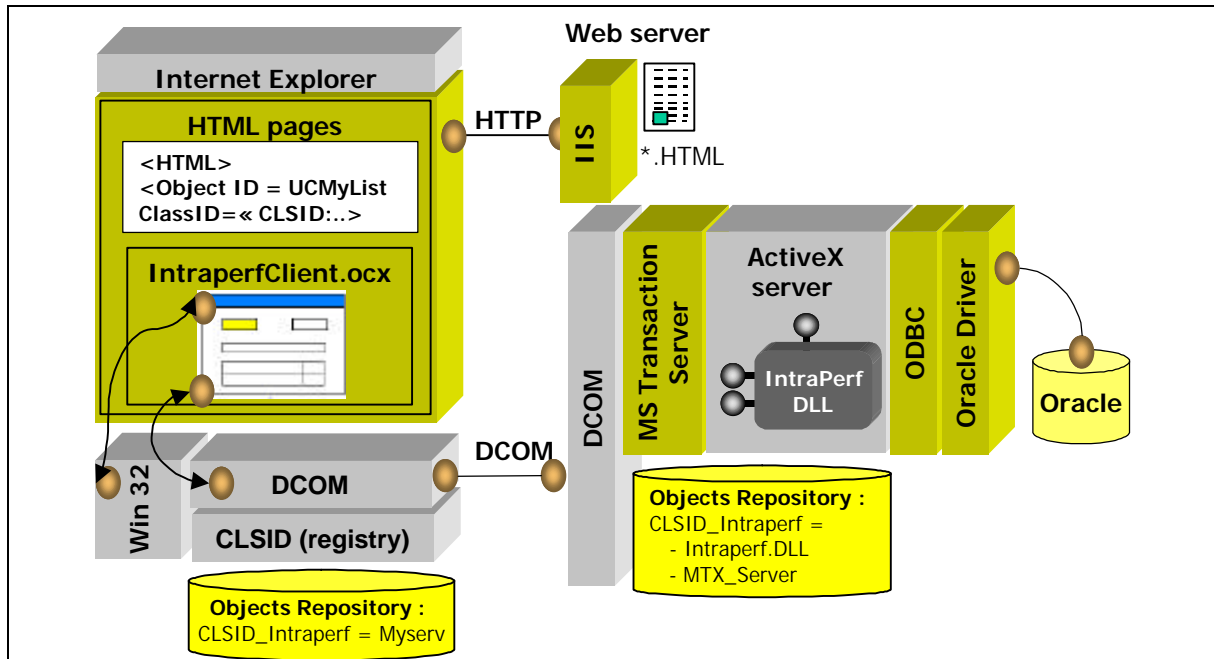 Web server
Internet Explorer
HTML pages
<HTML>
<Object ID = UCMyList
ClassID=« CLSID:..>
IntraperfClient.ocx
HTTP
IIS
*.HTML
DCOM
MS Transaction
Server
ActiveX
server
IntraPerf
DLL
ODBC
Oracle Driver
Oracle
Win 32
DCOM
CLSID (registry)
DCOM
Objects Repository :
CLSID_Intraperf = Myserv
Objects Repository :
CLSID_Intraperf =
- Intraperf.DLL
- MTX_Server